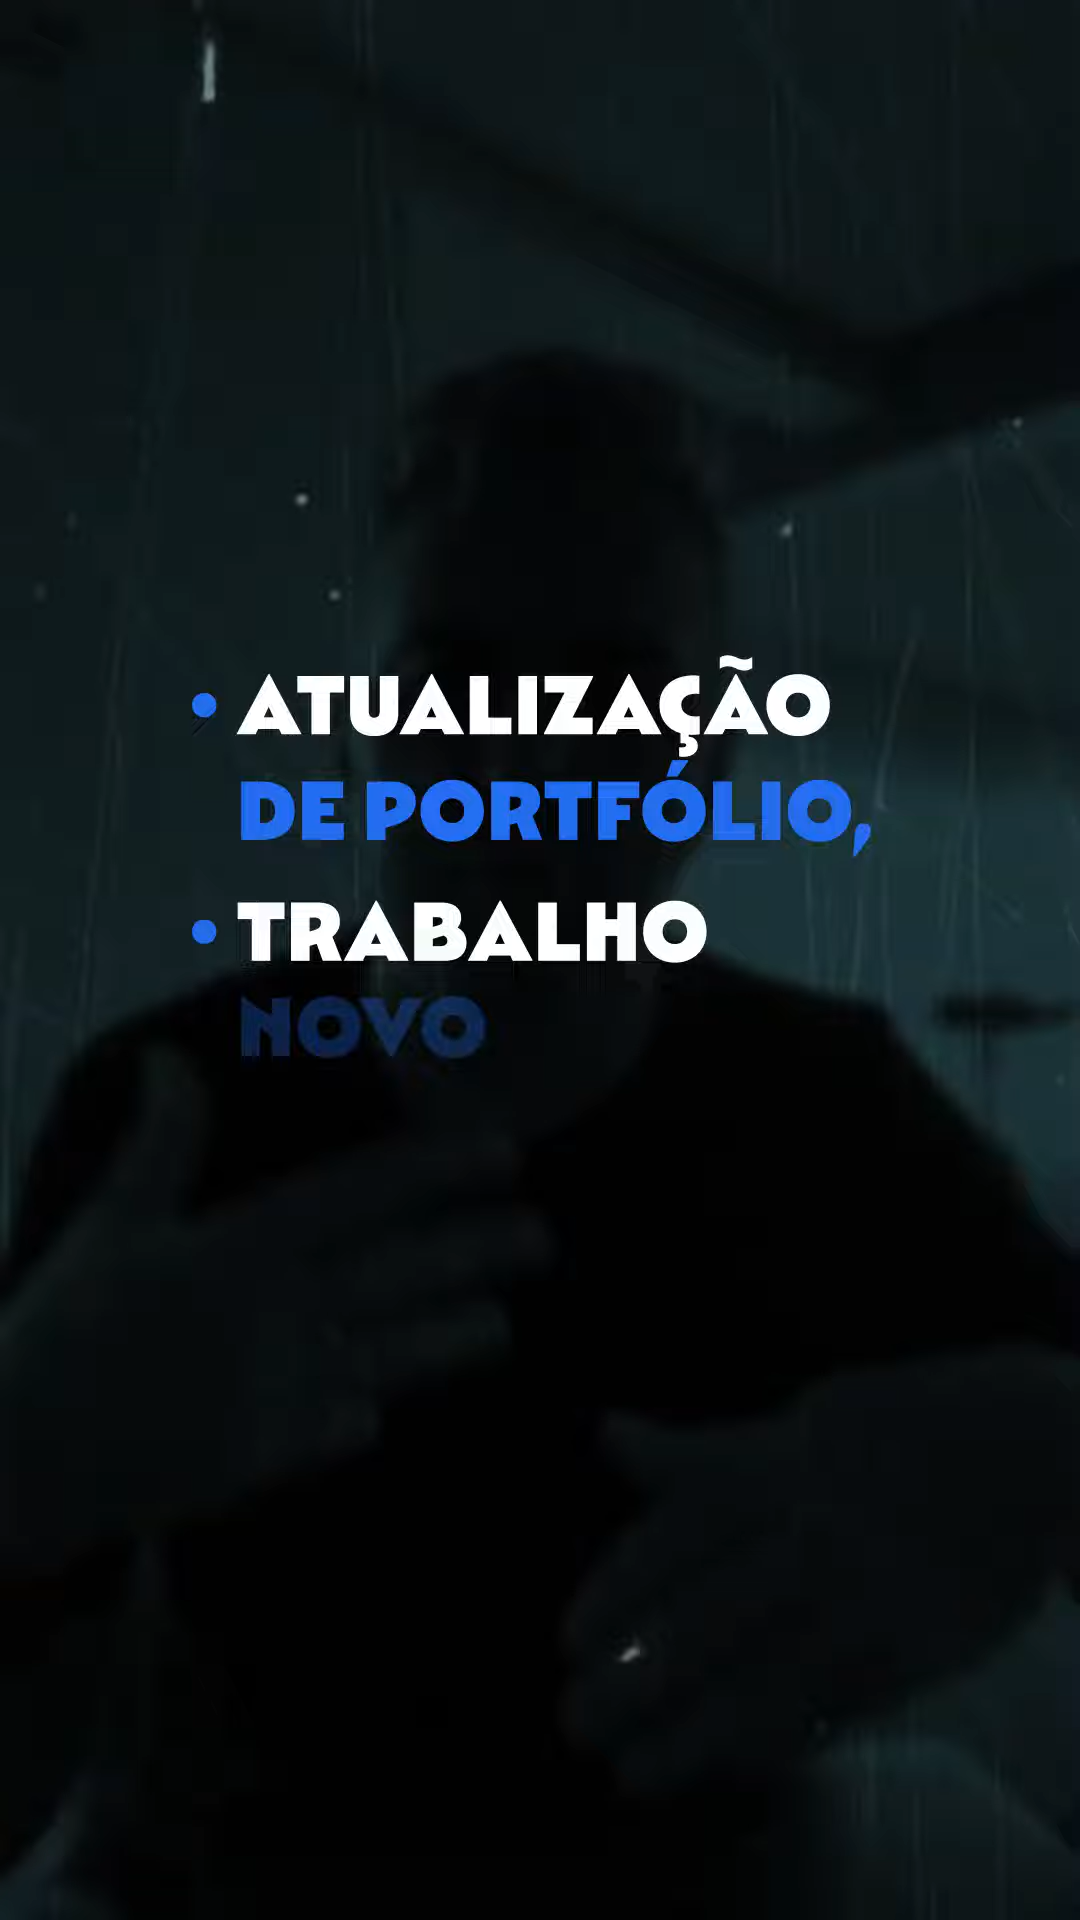 • ATUALIZAÇÃO
DE PORTFÓLIO,
• TRABALHO
NOVO